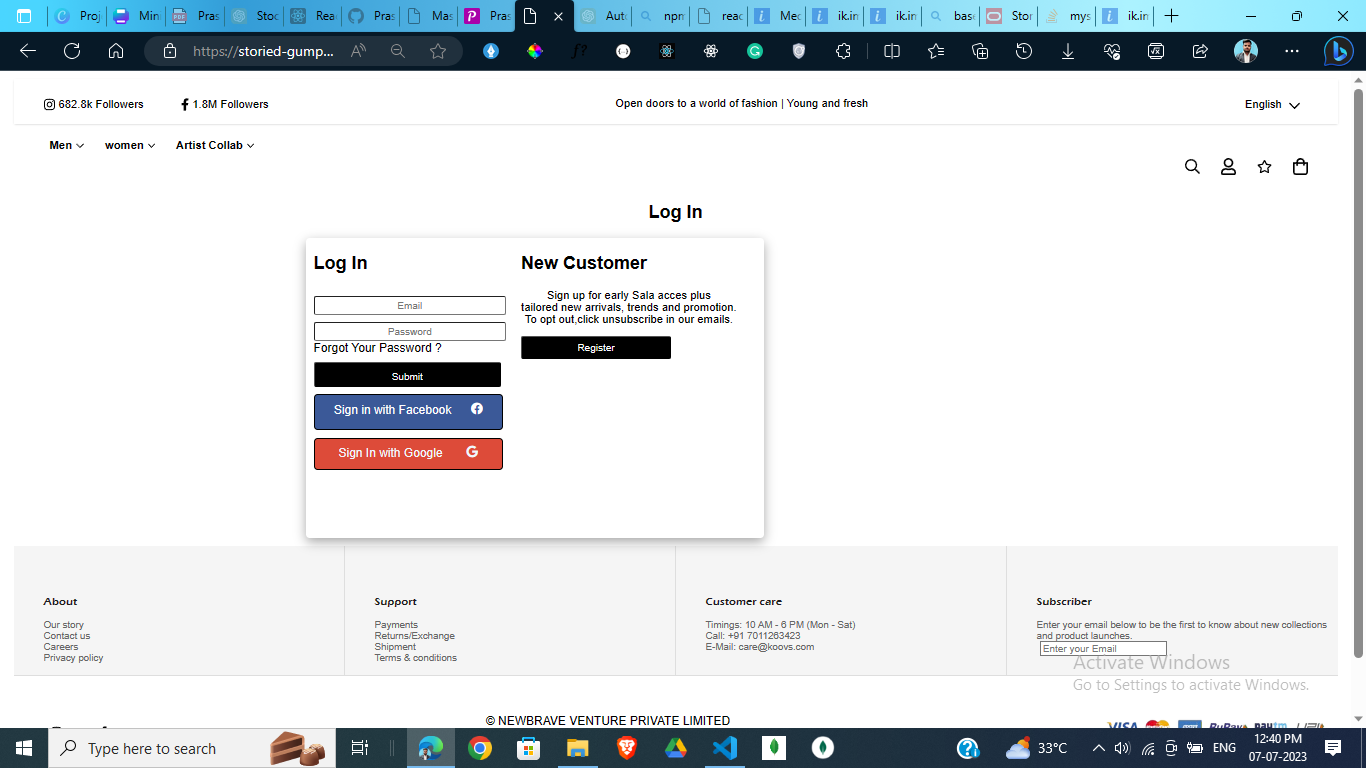 Proj
Min
Pras
Stoc
Rea
Pras
Mas
Pras
Auto
npn
reac
Mec
ik.in
ik.in
base
Stor
mys
ik.in
https://storied-gump...
682.8k Followers
1.8M Followers
Open doors to a world of fashion | Young and fresh
English
Men
women
Artist Collab
Log In
Log In
New Customer
Email
Sign up for early Sala acces plus
tailored new arrivals, trends and promotion.
To opt out,click unsubscribe in our emails.
Password
Forgot Your Password ?
Register
Submit
Sign in with Facebook
Sign In with Google
About
Our story
Contact us
Careers
Privacy policy
Support
Payments
Returns/Exchange
Shipment
Terms & conditions
Customer care
Timings: 10 AM - 6 PM (Mon - Sat)
Call: +91 7011263423
E-Mail: care@koovs.com
Subscriber
Enter your email below to be the first to know about new collections
and product launches.
Enter your Email
Activate Windows
Go to Settings to activate Windows.
© NEWBRAVE VENTURE PRIVATE LIMITED
VISA
RuPay
paytm
UPI
Type here to search
33°C
ENG
12:40 PM
07-07-2023